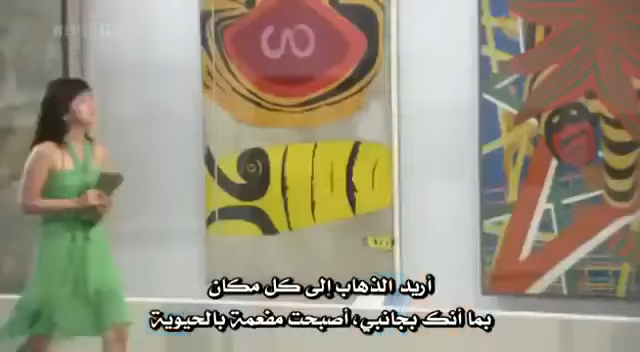 أريد الذهاب إلى كل مكان
بما أنك بجانبي، أصبحت مفعمة بالحيوية